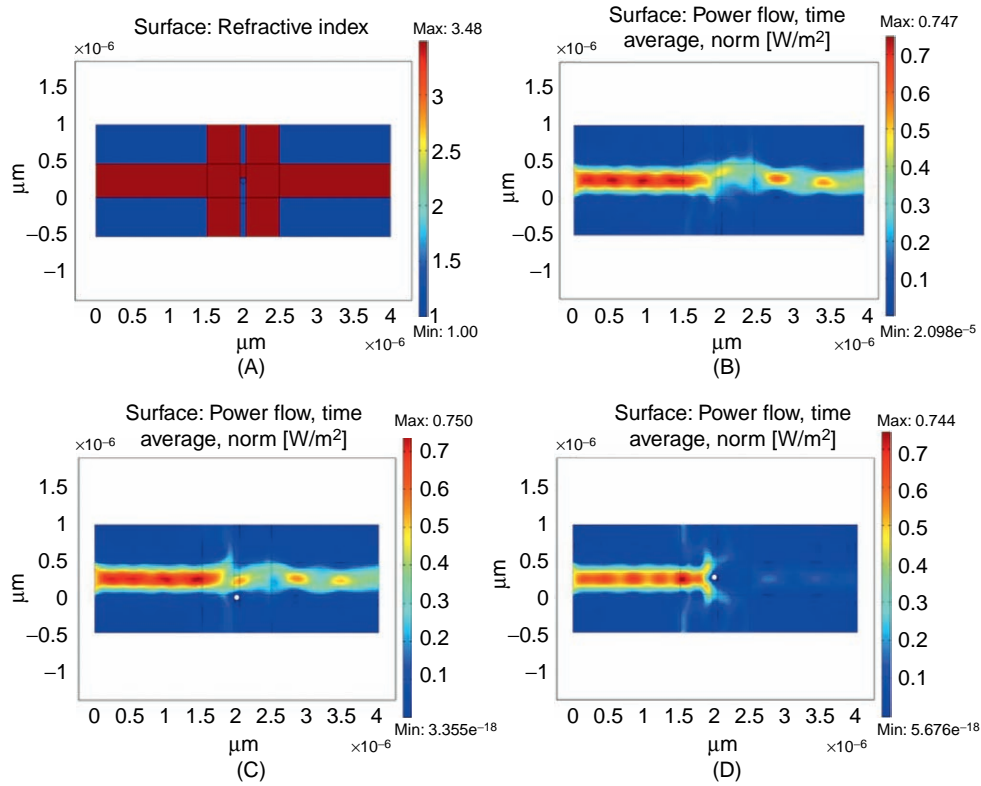 Surface: Refractive index
Max: 3.48
×10⁻⁶
1.5
1
0.5
0
−0.5
−1
μm
3
2.5
2
1.5
1
0 0.5 1 1.5 2 2.5 3 3.5 4
Min: 1.00
μm
×10⁻⁶
(A)
Surface: Power flow, time
average, norm [W/m²]
Max: 0.747
×10⁻⁶
1.5
1
0.5
0
−0.5
−1
μm
0.7
0.6
0.5
0.4
0.3
0.2
0.1
0 0.5 1 1.5 2 2.5 3 3.5 4
Min: 2.098e⁻⁵
μm
×10⁻⁶
(B)
Surface: Power flow, time
average, norm [W/m²]
Max: 0.750
×10⁻⁶
1.5
1
0.5
0
−0.5
−1
μm
0.7
0.6
0.5
0.4
0.3
0.2
0.1
0 0.5 1 1.5 2 2.5 3 3.5 4
Min: 3.355e⁻¹⁸
μm
×10⁻⁶
(C)
Surface: Power flow, time
average, norm [W/m²]
Max: 0.744
×10⁻⁶
1.5
1
0.5
0
−0.5
−1
μm
0.7
0.6
0.5
0.4
0.3
0.2
0.1
0 0.5 1 1.5 2 2.5 3 3.5 4
Min: 5.676e⁻¹⁸
μm
×10⁻⁶
(D)